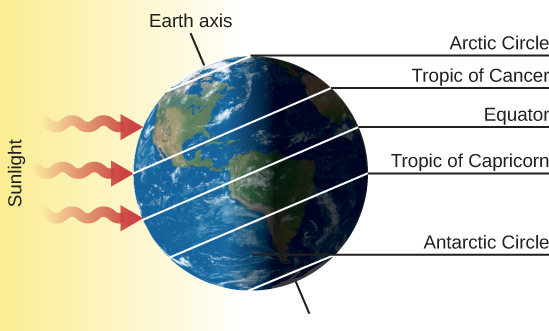 Earth axis
Arctic Circle
Tropic of Cancer
Equator
Tropic of Capricorn
Antarctic Circle
Sunlight